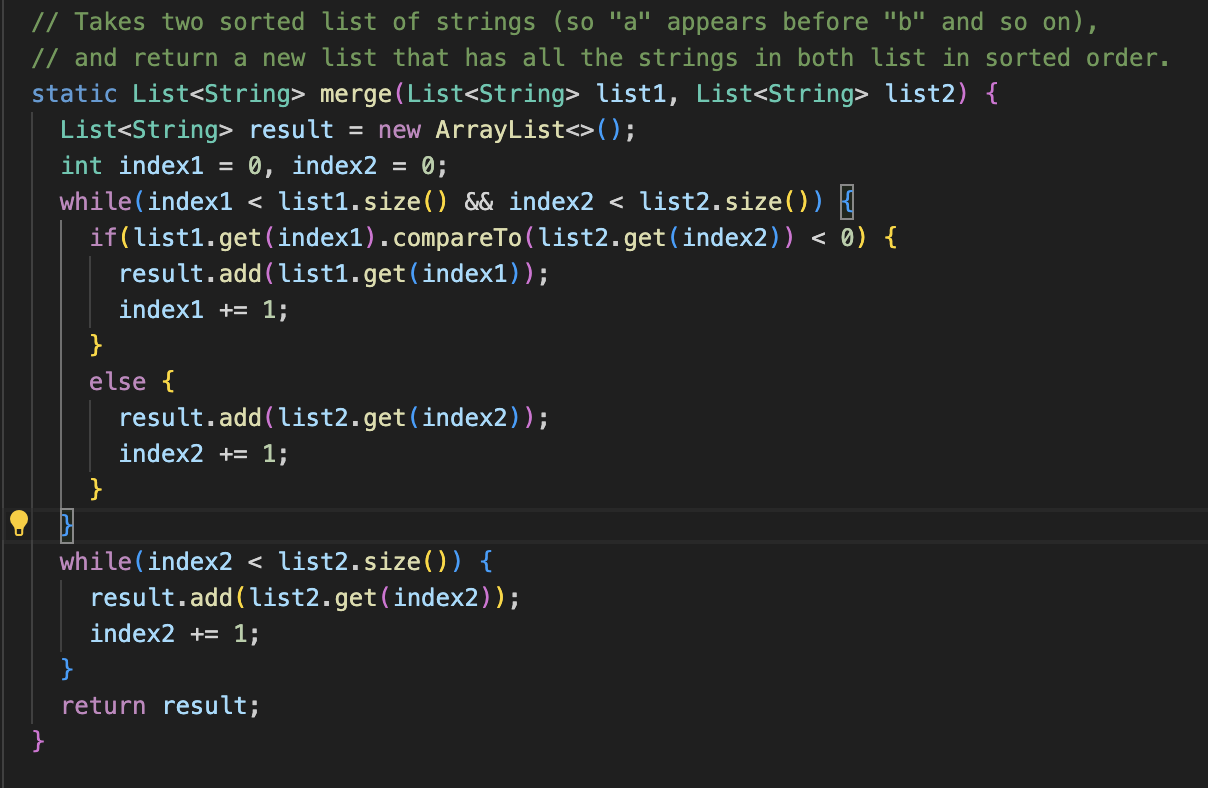 // Takes two sorted list of strings (so "a" appears before "b" and so on),
// and return a new list that has all the strings in both list in sorted order.
static List<String> merge(List<String> list1, List<String> list2) {
  List<String> result = new ArrayList<>();
  int index1 = 0, index2 = 0;
  while(index1 < list1.size() && index2 < list2.size()) {
    if(list1.get(index1).compareTo(list2.get(index2)) < 0) {
      result.add(list1.get(index1));
      index1 += 1;
    }
    else {
      result.add(list2.get(index2));
      index2 += 1;
    }
  }
  while(index2 < list2.size()) {
    result.add(list2.get(index2));
    index2 += 1;
  }
  return result;
}